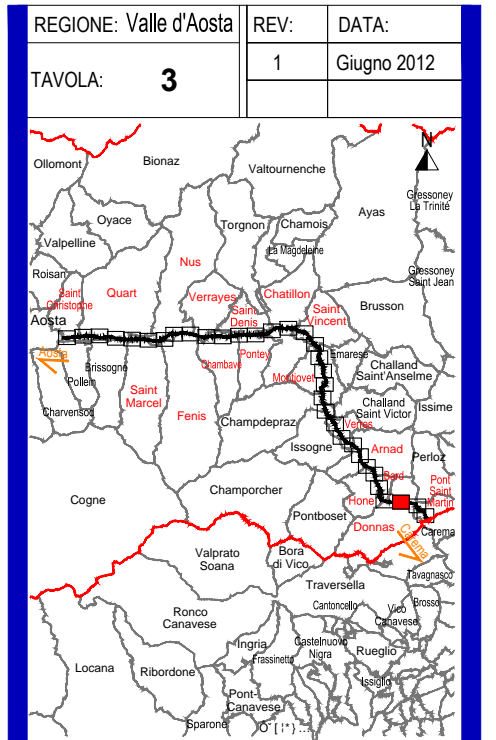 REGIONE: Valle d'Aosta
REV:
DATA:
TAVOLA: 3
1
Giugno 2012
N
Ollomont
Bionaz
Valtournenche
Gressoney
La Trinité
Ayas
Oyace
Torgnon
Chamois
Valpelline
La Magdeleine
Roisan
Nus
Gressoney
Saint Jean
Saint
Christophe
Quart
Verrayes
Chatillon
Saint
Denis
Saint
Vincent
Brusson
Aosta
Aosta
Brissogne
Chambave
Pontey
Emarese
Pollein
Montjovet
Challand
Saint'Anselme
Saint
Marcel
Charvensod
Fenis
Champdepraz
Challand
Saint Victor
Issime
Verres
Issogne
Arnad
Perloz
Bard
Pont
Saint
Martin
Cogne
Champorcher
Hone
Pontboset
Donnas
Carema
Carema
Valprato
Soana
Bora
di Vico
Traversella
Tavagnasco
Ronco
Canavese
Cantoncello
Vico
Canavese
Brosso
Ingria
Castelnuovo
Nigra
Rueglio
Frassinetto
Locana
Ribordone
Issiglio
Pont-
Canavese
Sparone